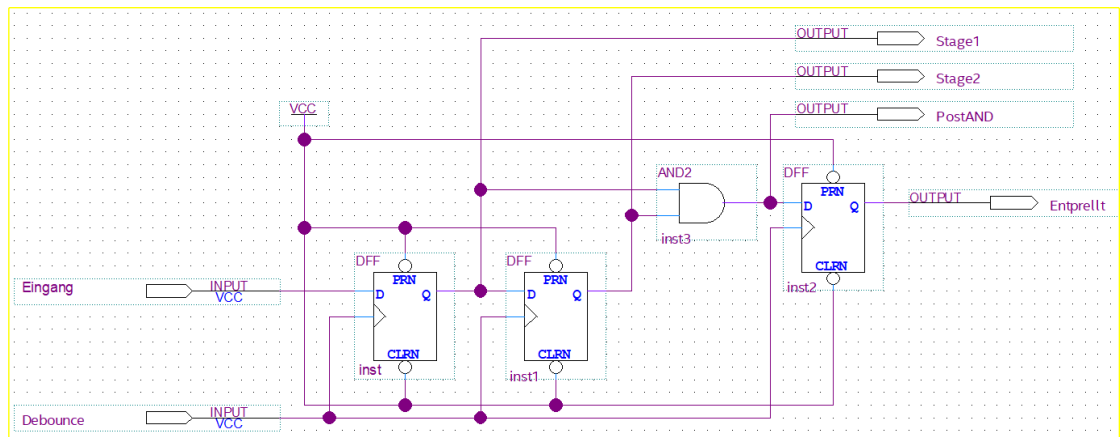 OUTPUT
Stage1
OUTPUT
Stage2
VCC
OUTPUT
PostAND
AND2
DFF
PRN
D
Q
OUTPUT
Entprellt
inst3
CLRN
inst2
DFF
PRN
D
Q
CLRN
inst
DFF
PRN
D
Q
CLRN
inst1
Eingang
INPUT
VCC
Debounce
INPUT
VCC